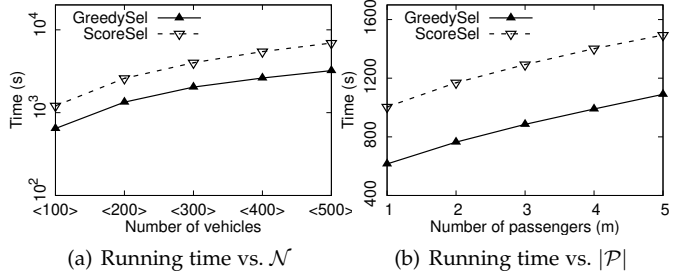 GreedySel
ScoreSel
Time (s)
10^4
10^3
10^2
<100> <200> <300> <400> <500>
Number of vehicles
(a) Running time vs. 𝒩
GreedySel
ScoreSel
Time (s)
1600
1200
800
400
1 2 3 4 5
Number of passengers (m)
(b) Running time vs. |𝒫|